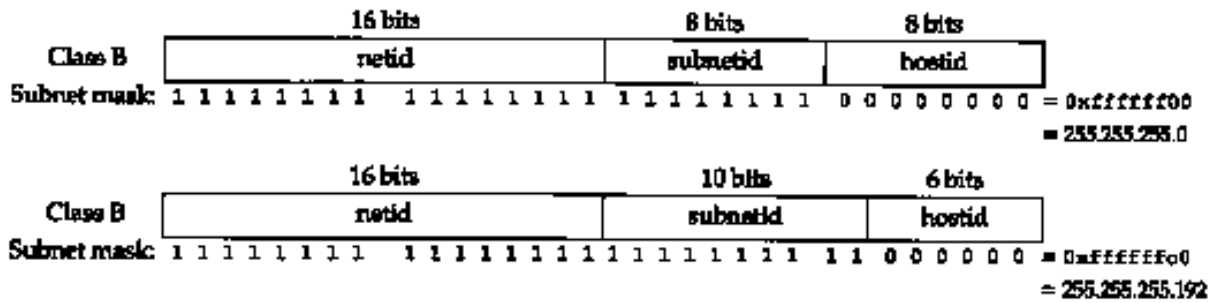 16 bits 8 bits 8 bits
Class B netid subnetid hostid
Subnet mask: 1 1 1 1 1 1 1 1 1 1 1 1 1 1 1 1 1 1 1 1 1 1 1 1 0 0 0 0 0 0 0 0 = 0xffffff00
= 255.255.255.0
16 bits 10 bits 6 bits
Class B netid subnetid hostid
Subnet mask: 1 1 1 1 1 1 1 1 1 1 1 1 1 1 1 1 1 1 1 1 1 1 1 1 1 1 0 0 0 0 0 0 = 0xffffffc0
= 255.255.255.192